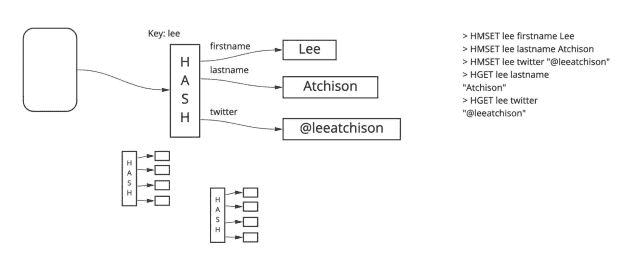 Key: lee
firstname
lastname
twitter
H
A
S
H
Lee
Atchison
@leeatchison
H
A
S
H
H
A
S
H
> HMSET lee firstname Lee
> HMSET lee lastname Atchison
> HMSET lee twitter "@leeatchison"
> HGET lee lastname
"Atchison"
> HGET lee twitter
"@leeatchison"